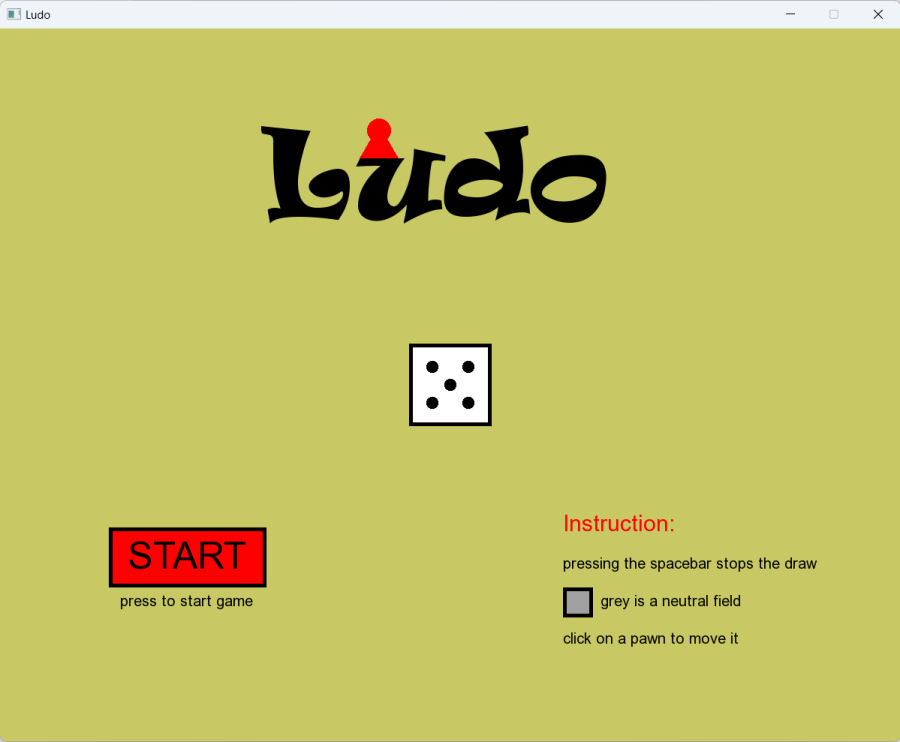 Ludo
Ludo
START
press to start game
Instruction:
pressing the spacebar stops the draw
grey is a neutral field
click on a pawn to move it